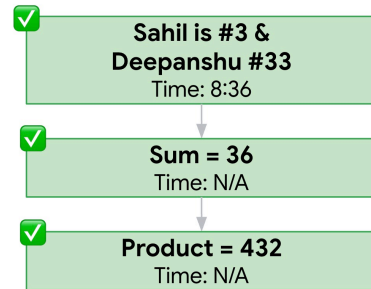 Sahil is #3 &
Deepanshu #33
Time: 8:36
Sum = 36
Time: N/A
Product = 432
Time: N/A